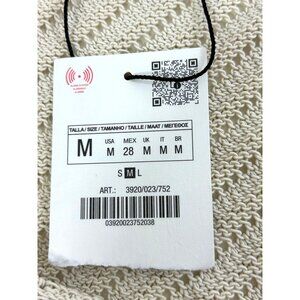 TALLA / SIZE / TAMANHO / TAILLE / MAAT / ΜΕΓΕΘΟΣ
USA MEX UK IT BR
M M 28 M M M
S M L
ART.: 3920/023/752
03920023752038